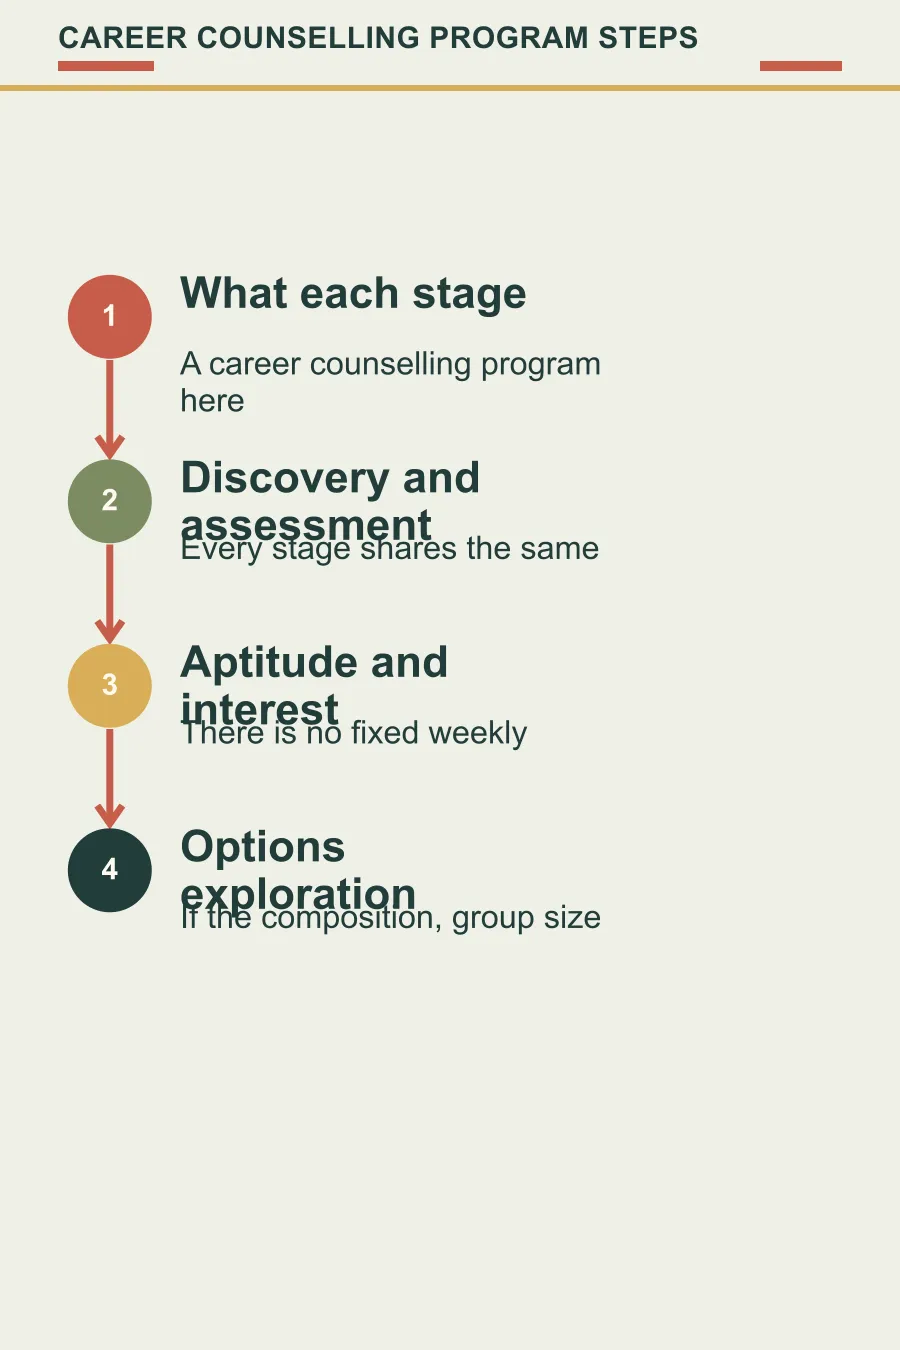 CAREER COUNSELLING PROGRAM STEPS
1
What each stage
A career counselling program
here
2
Discovery and
assessment
Every stage shares the same
3
Aptitude and
interest
There is no fixed weekly
4
Options
exploration
If the composition, group size